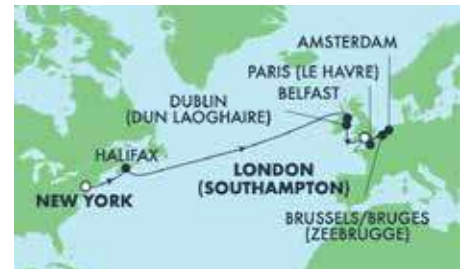 AMSTERDAM
PARIS (LE HAVRE)
BELFAST
DUBLIN
(DUN LAOGHAIRE)
HALIFAX
LONDON
(SOUTHAMPTON)
NEW YORK
BRUSSELS/BRUGES
(ZEEBRUGGE)